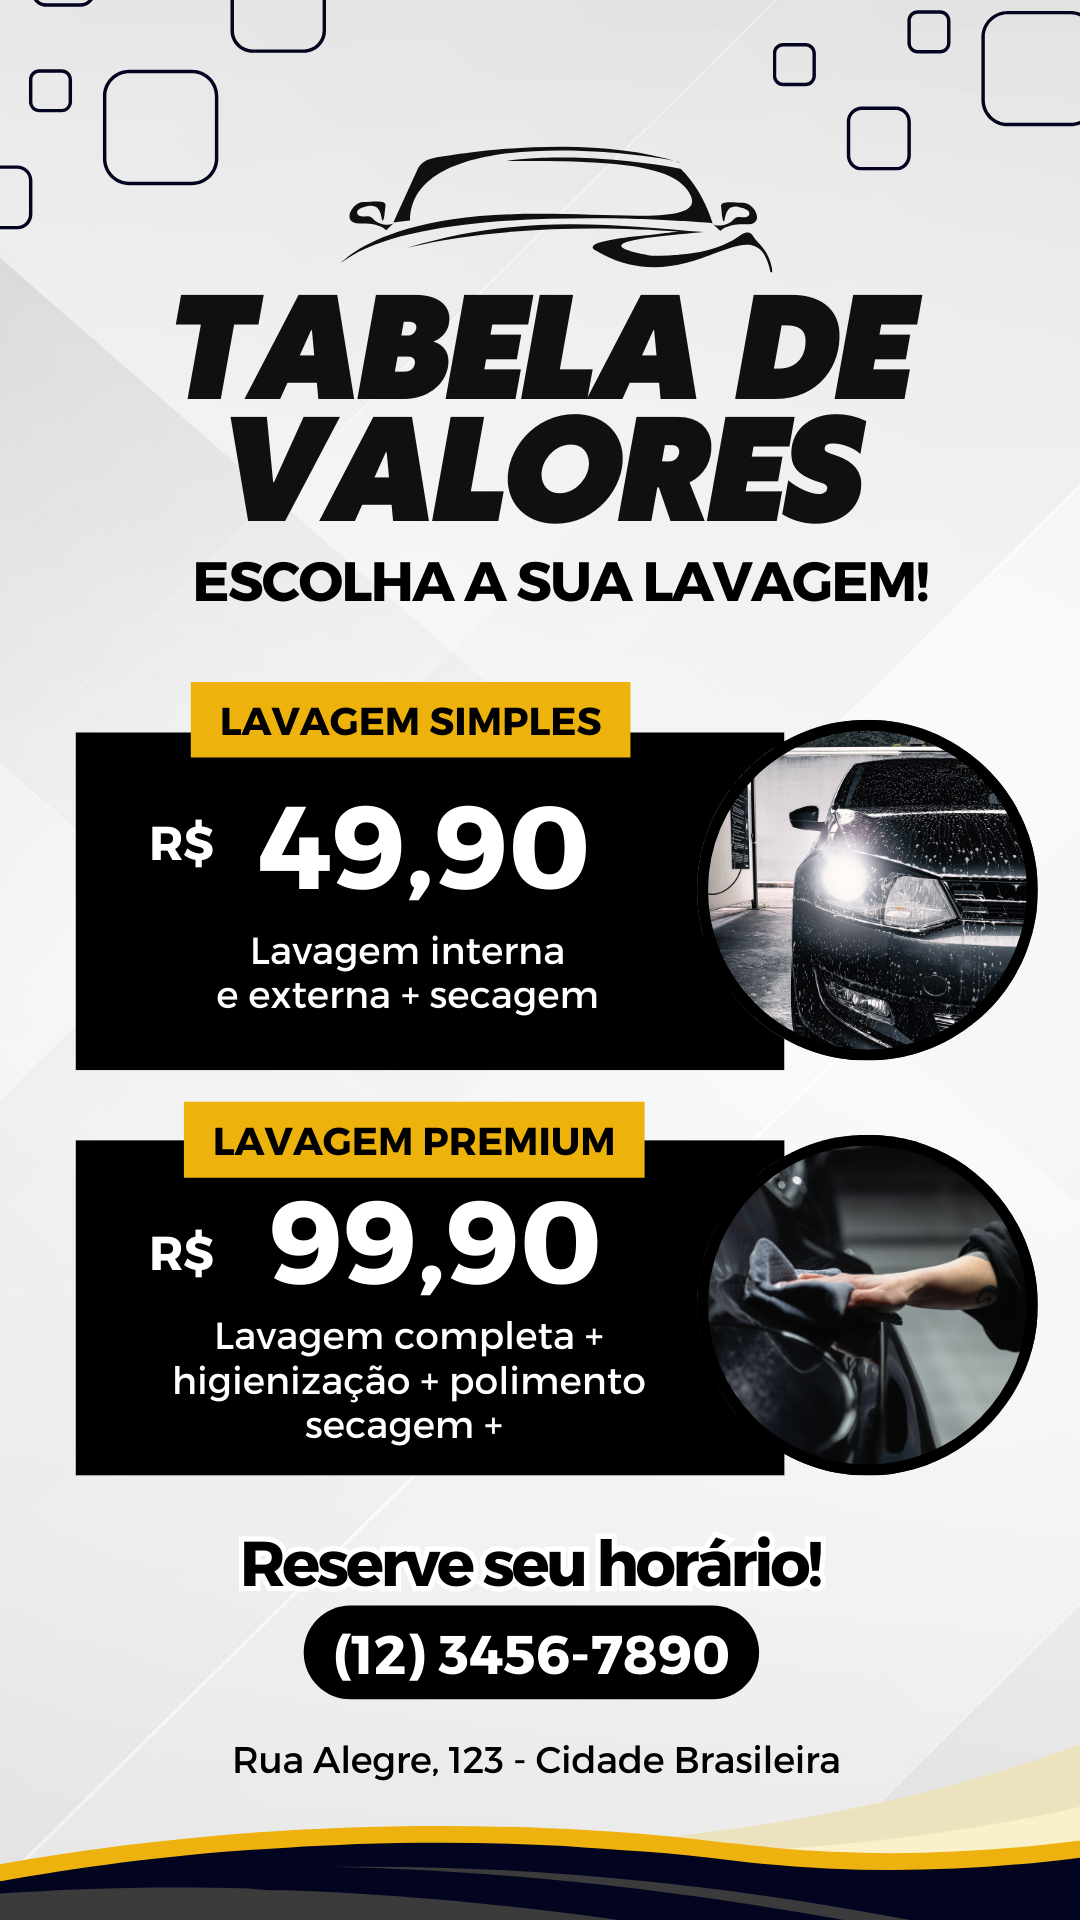 TABELA DE
VALORES
ESCOLHA A SUA LAVAGEM!
LAVAGEM SIMPLES
R$ 49,90
Lavagem interna
e externa + secagem
LAVAGEM PREMIUM
R$ 99,90
Lavagem completa +
higienização + polimento
secagem +
Reserve seu horário!
(12) 3456-7890
Rua Alegre, 123 - Cidade Brasileira